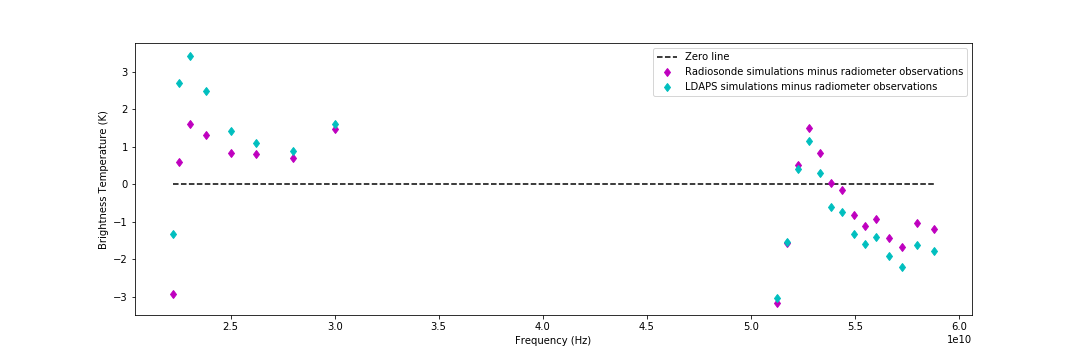 Zero line
Radiosonde simulations minus radiometer observations
LDAPS simulations minus radiometer observations
Brightness Temperature (K)
3
2
1
0
−1
−2
−3
2.5 3.0 3.5 4.0 4.5 5.0 5.5 6.0
1e10
Frequency (Hz)